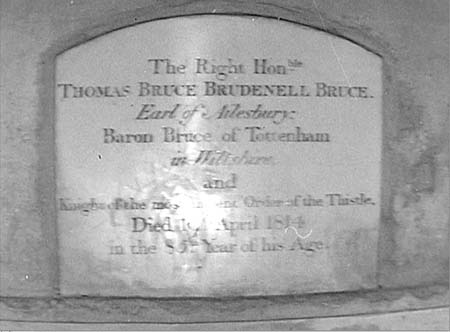 The Right Honble
THOMAS BRUCE BRUDENELL BRUCE.
Earl of Ailesbury:
Baron Bruce of Tottenham
in Wiltshire,
and
Knight of the Order of the Thistle.
Died April 1814
in the Year of his Age.